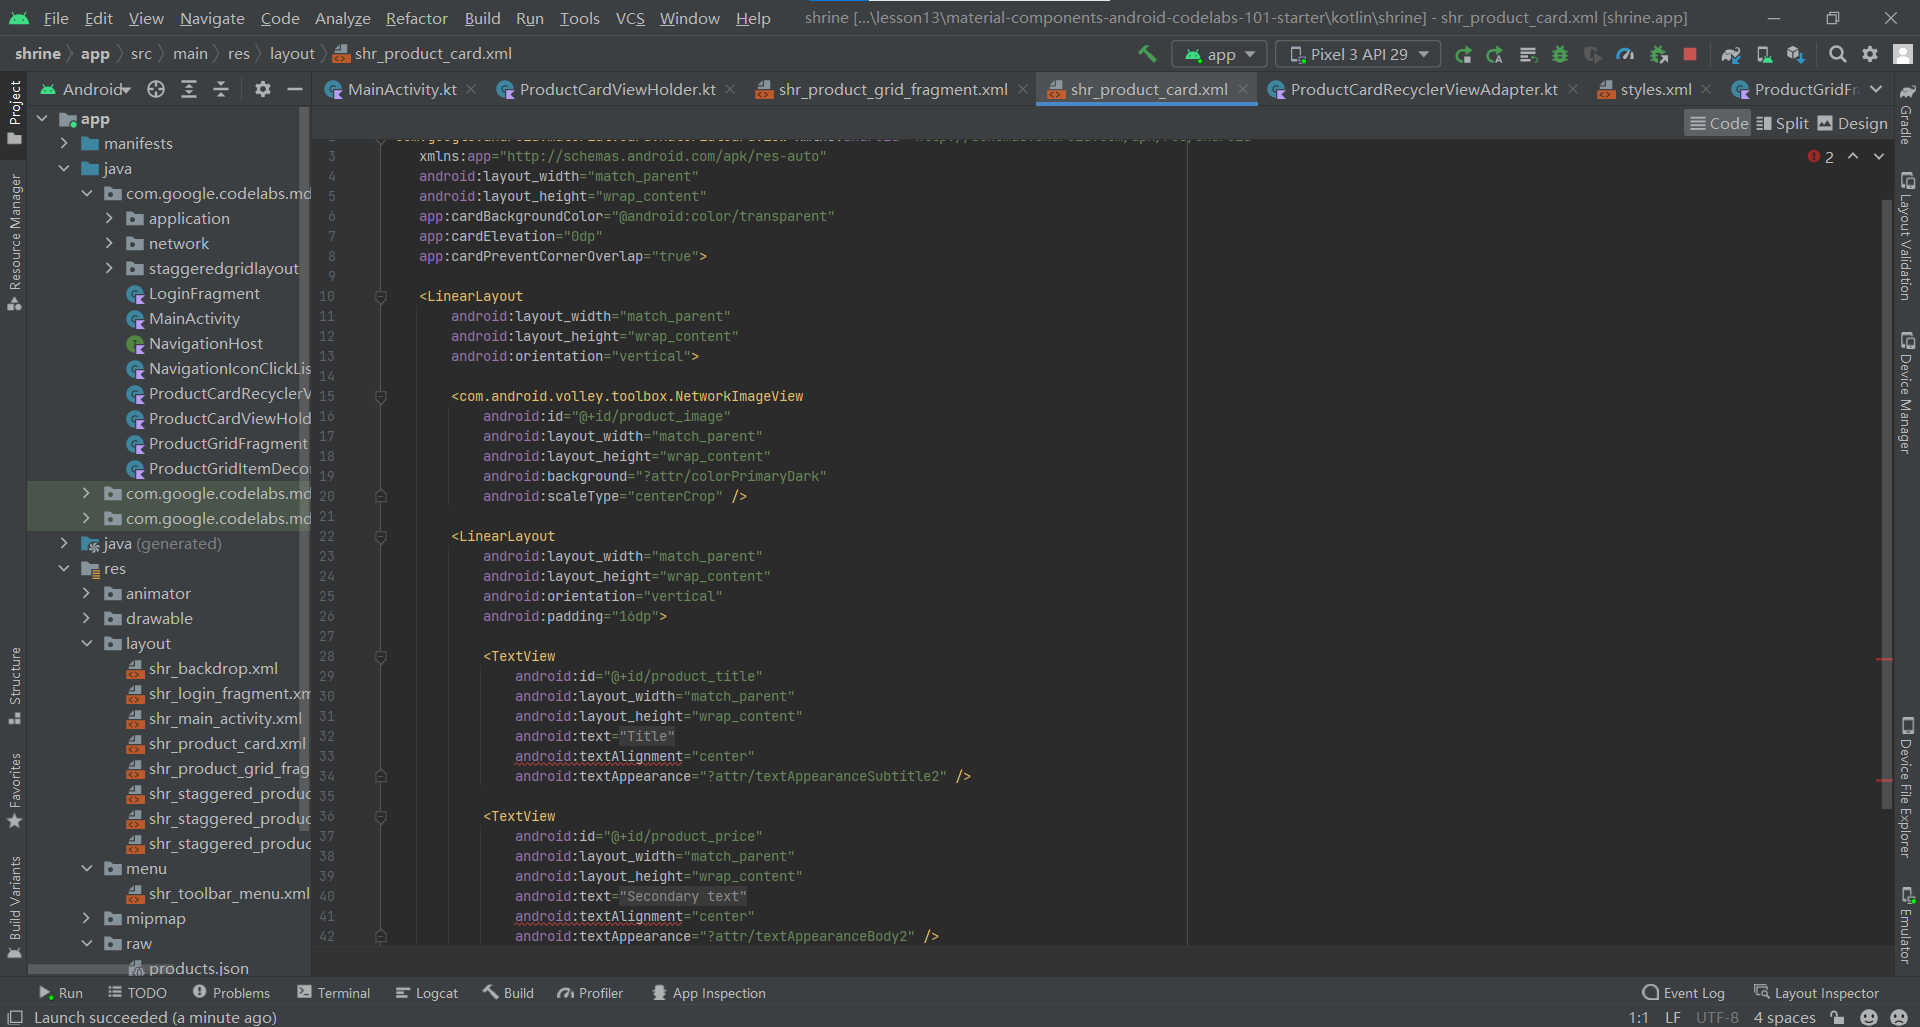 File Edit View Navigate Code Analyze Refactor Build Run Tools VCS Window Help shrine [...\lesson13\material-components-android-codelabs-101-starter\kotlin\shrine] - shr_product_card.xml [shrine.app]
shrine app src main res layout shr_product_card.xml app Pixel 3 API 29
Android MainActivity.kt ProductCardViewHolder.kt shr_product_grid_fragment.xml shr_product_card.xml ProductCardRecyclerViewAdapter.kt styles.xml ProductGridFr
Code Split Design
2
Project
Resource Manager
Structure
Favorites
Build Variants
app
manifests
java
com.google.codelabs.md
application
network
staggeredgridlayout
LoginFragment
MainActivity
NavigationHost
NavigationIconClickLis
ProductCardRecyclerV
ProductCardViewHold
ProductGridFragment
ProductGridItemDeco
com.google.codelabs.md
com.google.codelabs.md
java (generated)
res
animator
drawable
layout
shr_backdrop.xml
shr_login_fragment.xm
shr_main_activity.xml
shr_product_card.xml
shr_product_grid_frag
shr_staggered_produc
shr_staggered_produc
shr_staggered_produc
menu
shr_toolbar_menu.xml
mipmap
raw
products.json
3 xmlns:app="http://schemas.android.com/apk/res-auto"
4 android:layout_width="match_parent"
5 android:layout_height="wrap_content"
6 app:cardBackgroundColor="@android:color/transparent"
7 app:cardElevation="0dp"
8 app:cardPreventCornerOverlap="true">
9
10 <LinearLayout
11 android:layout_width="match_parent"
12 android:layout_height="wrap_content"
13 android:orientation="vertical">
14
15 <com.android.volley.toolbox.NetworkImageView
16 android:id="@+id/product_image"
17 android:layout_width="match_parent"
18 android:layout_height="wrap_content"
19 android:background="?attr/colorPrimaryDark"
20 android:scaleType="centerCrop" />
21
22 <LinearLayout
23 android:layout_width="match_parent"
24 android:layout_height="wrap_content"
25 android:orientation="vertical"
26 android:padding="16dp">
27
28 <TextView
29 android:id="@+id/product_title"
30 android:layout_width="match_parent"
31 android:layout_height="wrap_content"
32 android:text="Title"
33 android:textAlignment="center"
34 android:textAppearance="?attr/textAppearanceSubtitle2" />
35
36 <TextView
37 android:id="@+id/product_price"
38 android:layout_width="match_parent"
39 android:layout_height="wrap_content"
40 android:text="Secondary text"
41 android:textAlignment="center"
42 android:textAppearance="?attr/textAppearanceBody2" />
Gradle
Layout Validation
Device Manager
Device File Explorer
Emulator
Run TODO Problems Terminal Logcat Build Profiler App Inspection Event Log Layout Inspector
Launch succeeded (a minute ago) 1:1 LF UTF-8 4 spaces